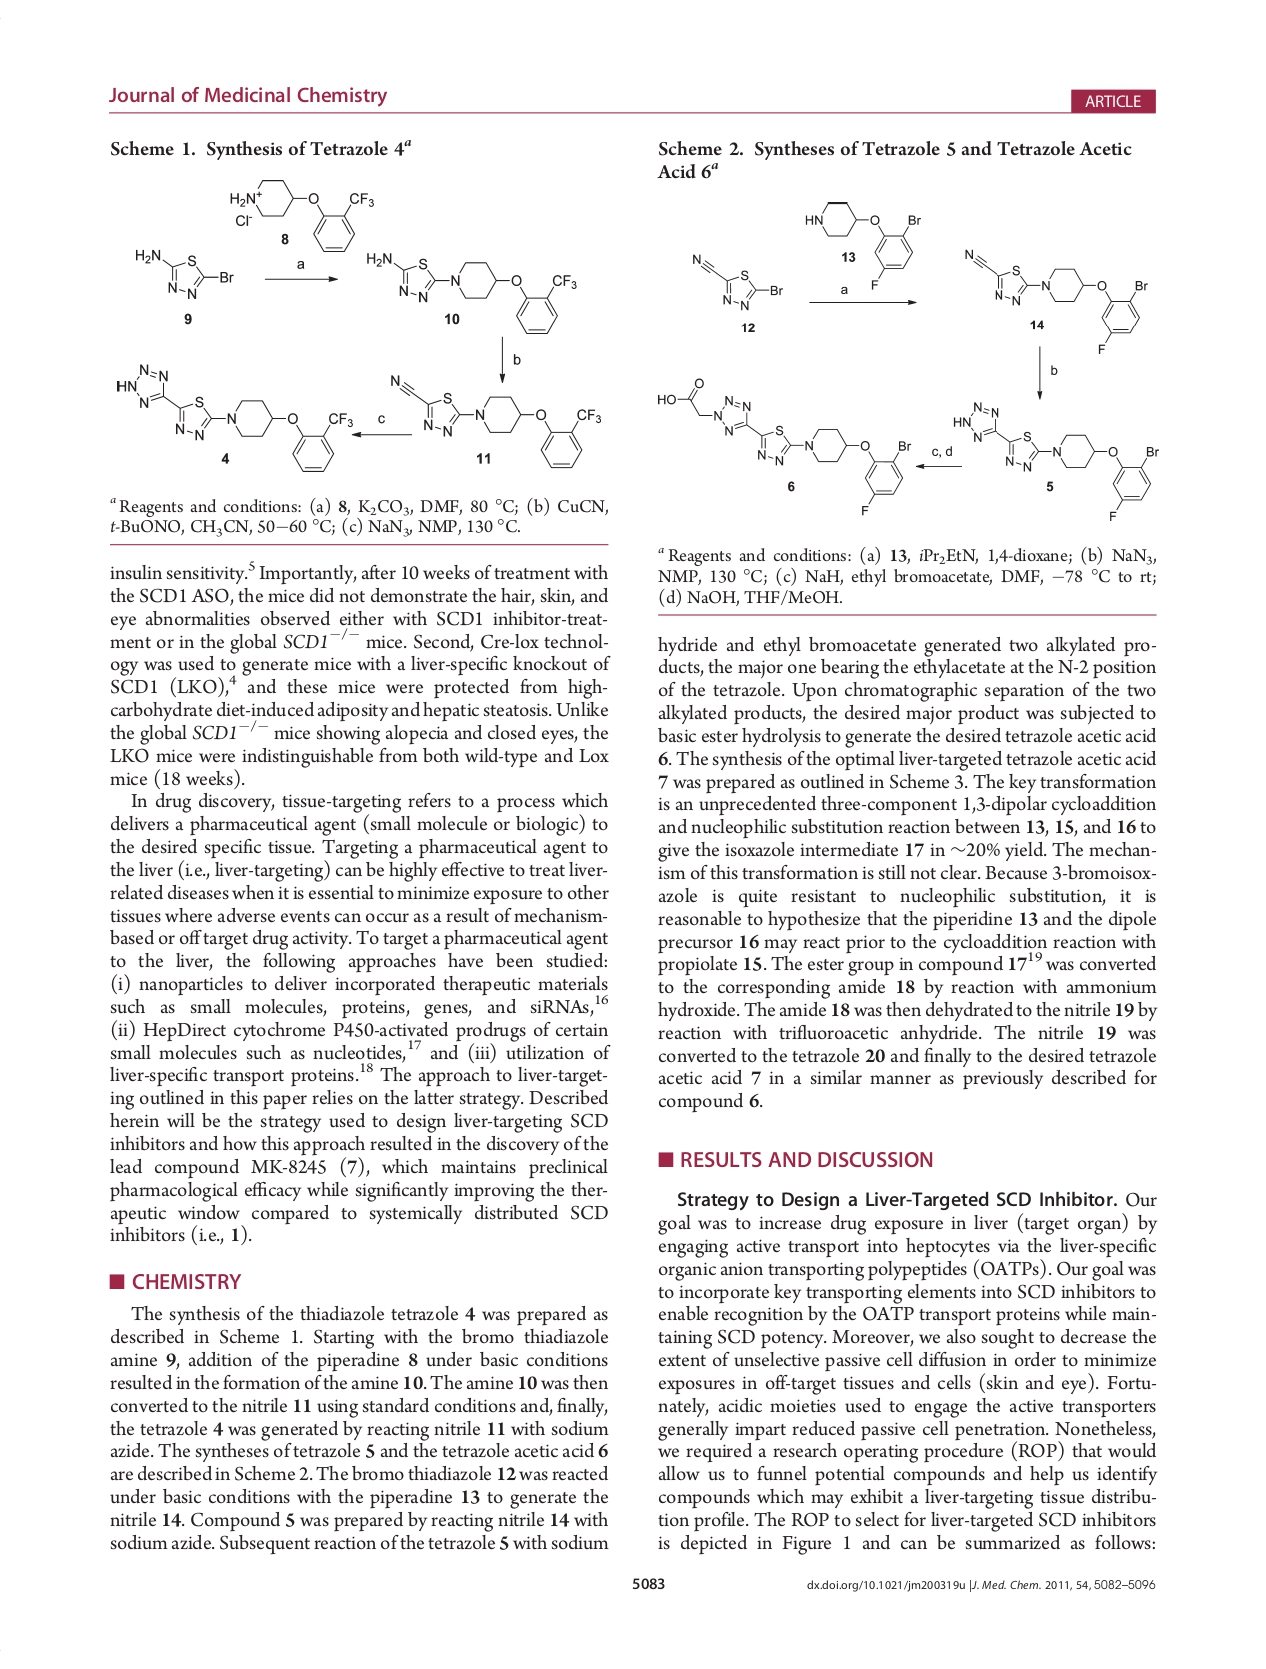 Journal of Medicinal Chemistry
ARTICLE
Scheme 1. Synthesis of Tetrazole 4a
H2N+
Cl-
O
CF3
8
H2N
S
Br
N
N
9
a
H2N
S
N
N
N
O
CF3
10
b
N
S
N
N
N
O
CF3
11
c
HN
N
N
N
S
N
N
N
O
CF3
4
a Reagents and conditions: (a) 8, K2CO3, DMF, 80 °C; (b) CuCN,
t-BuONO, CH3CN, 50−60 °C; (c) NaN3, NMP, 130 °C.
insulin sensitivity.5 Importantly, after 10 weeks of treatment with
the SCD1 ASO, the mice did not demonstrate the hair, skin, and
eye abnormalities observed either with SCD1 inhibitor-treat-
ment or in the global SCD1−/− mice. Second, Cre-lox technol-
ogy was used to generate mice with a liver-specific knockout of
SCD1 (LKO),4 and these mice were protected from high-
carbohydrate diet-induced adiposity and hepatic steatosis. Unlike
the global SCD1−/− mice showing alopecia and closed eyes, the
LKO mice were indistinguishable from both wild-type and Lox
mice (18 weeks).
In drug discovery, tissue-targeting refers to a process which
delivers a pharmaceutical agent (small molecule or biologic) to
the desired specific tissue. Targeting a pharmaceutical agent to
the liver (i.e., liver-targeting) can be highly effective to treat liver-
related diseases when it is essential to minimize exposure to other
tissues where adverse events can occur as a result of mechanism-
based or off target drug activity. To target a pharmaceutical agent
to the liver, the following approaches have been studied:
(i) nanoparticles to deliver incorporated therapeutic materials
such as small molecules, proteins, genes, and siRNAs,16
(ii) HepDirect cytochrome P450-activated prodrugs of certain
small molecules such as nucleotides,17 and (iii) utilization of
liver-specific transport proteins.18 The approach to liver-target-
ing outlined in this paper relies on the latter strategy. Described
herein will be the strategy used to design liver-targeting SCD
inhibitors and how this approach resulted in the discovery of the
lead compound MK-8245 (7), which maintains preclinical
pharmacological efficacy while significantly improving the ther-
apeutic window compared to systemically distributed SCD
inhibitors (i.e., 1).
■ CHEMISTRY
The synthesis of the thiadiazole tetrazole 4 was prepared as
described in Scheme 1. Starting with the bromo thiadiazole
amine 9, addition of the piperadine 8 under basic conditions
resulted in the formation of the amine 10. The amine 10 was then
converted to the nitrile 11 using standard conditions and, finally,
the tetrazole 4 was generated by reacting nitrile 11 with sodium
azide. The syntheses of tetrazole 5 and the tetrazole acetic acid 6
are described in Scheme 2. The bromo thiadiazole 12 was reacted
under basic conditions with the piperadine 13 to generate the
nitrile 14. Compound 5 was prepared by reacting nitrile 14 with
sodium azide. Subsequent reaction of the tetrazole 5 with sodium
Scheme 2. Syntheses of Tetrazole 5 and Tetrazole Acetic
Acid 6a
HN
O
Br
F
13
N
S
Br
N
N
12
a
N
S
N
N
N
O
Br
F
14
b
HN
N
N
N
S
N
N
N
O
Br
F
5
c, d
HO
O
N
N
N
N
S
N
N
N
O
Br
F
6
a Reagents and conditions: (a) 13, iPr2EtN, 1,4-dioxane; (b) NaN3,
NMP, 130 °C; (c) NaH, ethyl bromoacetate, DMF, −78 °C to rt;
(d) NaOH, THF/MeOH.
hydride and ethyl bromoacetate generated two alkylated pro-
ducts, the major one bearing the ethylacetate at the N-2 position
of the tetrazole. Upon chromatographic separation of the two
alkylated products, the desired major product was subjected to
basic ester hydrolysis to generate the desired tetrazole acetic acid
6. The synthesis of the optimal liver-targeted tetrazole acetic acid
7 was prepared as outlined in Scheme 3. The key transformation
is an unprecedented three-component 1,3-dipolar cycloaddition
and nucleophilic substitution reaction between 13, 15, and 16 to
give the isoxazole intermediate 17 in ∼20% yield. The mechan-
ism of this transformation is still not clear. Because 3-bromoisox-
azole is quite resistant to nucleophilic substitution, it is
reasonable to hypothesize that the piperidine 13 and the dipole
precursor 16 may react prior to the cycloaddition reaction with
propiolate 15. The ester group in compound 1719 was converted
to the corresponding amide 18 by reaction with ammonium
hydroxide. The amide 18 was then dehydrated to the nitrile 19 by
reaction with trifluoroacetic anhydride. The nitrile 19 was
converted to the tetrazole 20 and finally to the desired tetrazole
acetic acid 7 in a similar manner as previously described for
compound 6.
■ RESULTS AND DISCUSSION
Strategy to Design a Liver-Targeted SCD Inhibitor. Our
goal was to increase drug exposure in liver (target organ) by
engaging active transport into heptocytes via the liver-specific
organic anion transporting polypeptides (OATPs). Our goal was
to incorporate key transporting elements into SCD inhibitors to
enable recognition by the OATP transport proteins while main-
taining SCD potency. Moreover, we also sought to decrease the
extent of unselective passive cell diffusion in order to minimize
exposures in off-target tissues and cells (skin and eye). Fortu-
nately, acidic moieties used to engage the active transporters
generally impart reduced passive cell penetration. Nonetheless,
we required a research operating procedure (ROP) that would
allow us to funnel potential compounds and help us identify
compounds which may exhibit a liver-targeting tissue distribu-
tion profile. The ROP to select for liver-targeted SCD inhibitors
is depicted in Figure 1 and can be summarized as follows:
5083
dx.doi.org/10.1021/jm200319u |J. Med. Chem. 2011, 54, 5082–5096